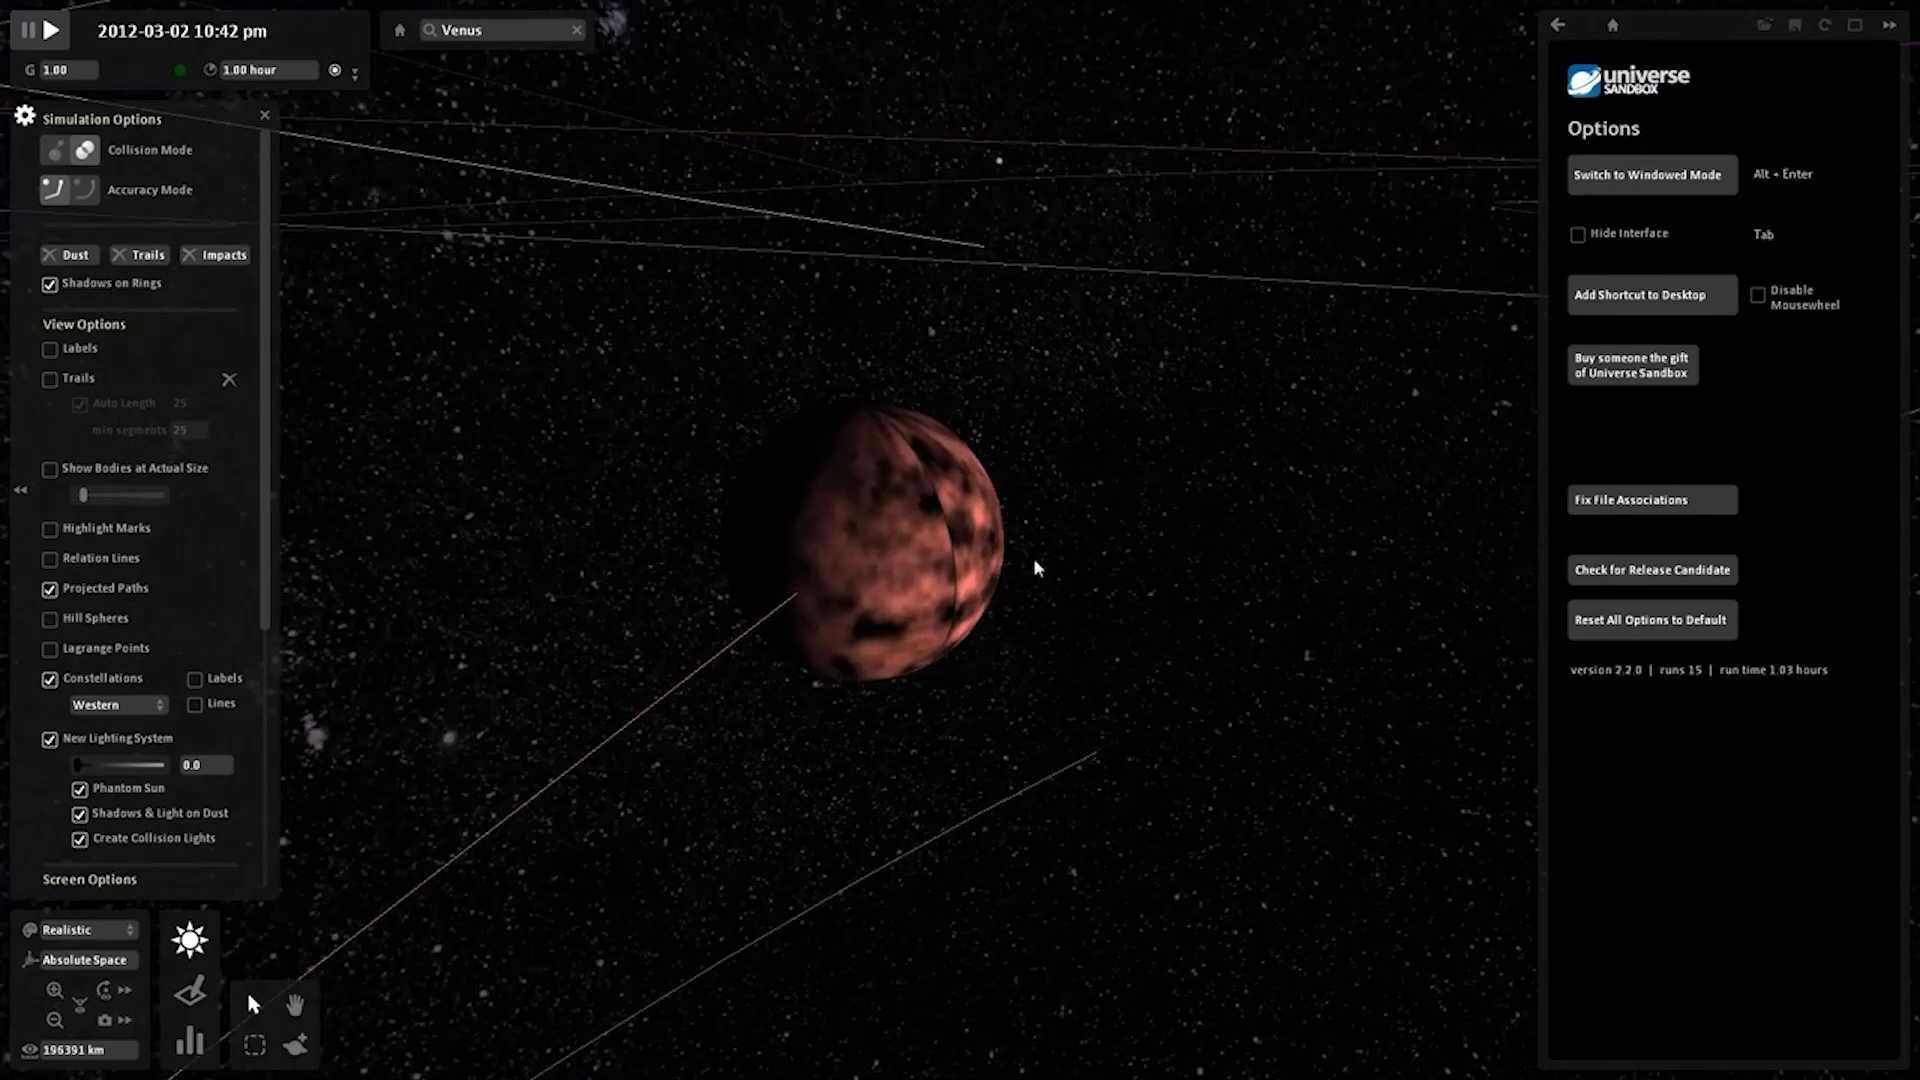 2012-03-02 10:42 pm
G 1.00
1.00 hour
Venus
Simulation Options
Collision Mode
Accuracy Mode
Dust
Trails
Impacts
Shadows on Rings
View Options
Labels
Trails
Auto Length 25
min segments 25
Show Bodies at Actual Size
Highlight Marks
Relation Lines
Projected Paths
Hill Spheres
Lagrange Points
Constellations
Labels
Western
Lines
New Lighting System
0.0
Phantom Sun
Shadows & Light on Dust
Create Collision Lights
Screen Options
Realistic
Absolute Space
196391 km
universe
SANDBOX
Options
Switch to Windowed Mode
Alt + Enter
Hide Interface
Tab
Add Shortcut to Desktop
Disable
Mousewheel
Buy someone the gift
of Universe Sandbox
Fix File Associations
Check for Release Candidate
Reset All Options to Default
version 2.2.0 | runs 15 | run time 1.03 hours